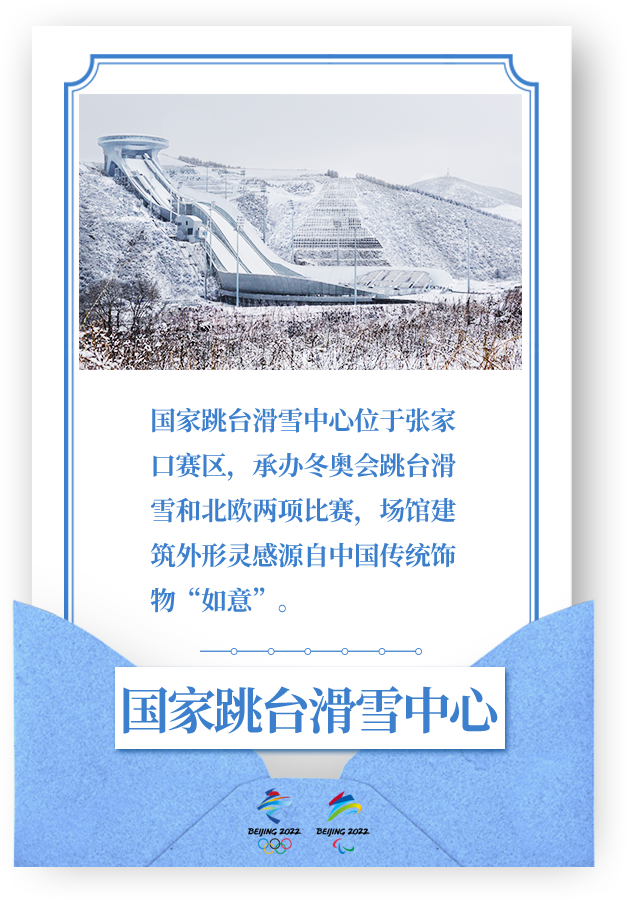 国家跳台滑雪中心位于张家
口赛区，承办冬奥会跳台滑
雪和北欧两项比赛，场馆建
筑外形灵感源自中国传统饰
物“如意”。
国家跳台滑雪中心
BEIJING 2022
BEIJING 2022